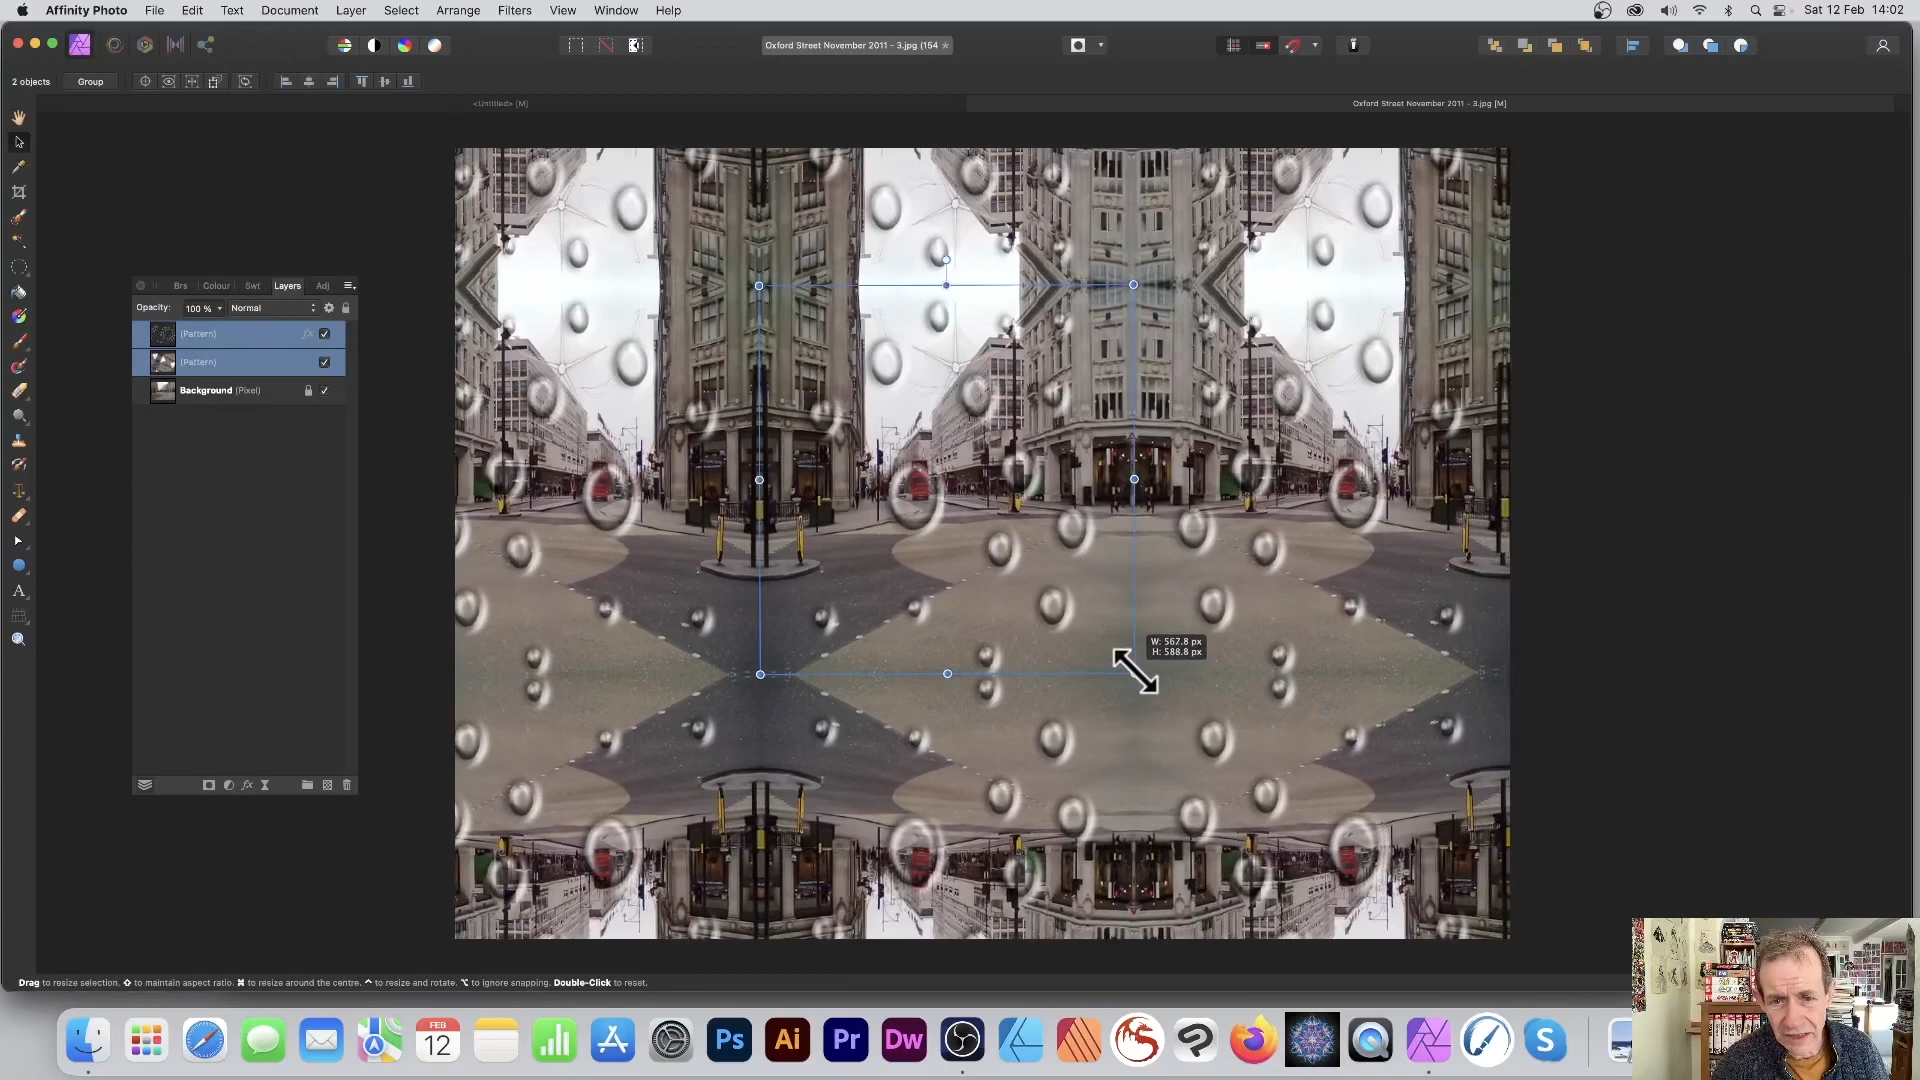 Affinity Photo File Edit Text Document Layer Select Arrange Filters View Window Help Sat 12 Feb 14:02
Oxford Street November 2011 - 3.jpg (154
2 objects Group
<Untitled> [M] Oxford Street November 2011 - 3.jpg [M]
Brs Colour Swt Layers Adj
Opacity: 100 % Normal
(Pattern) fx
(Pattern)
Background (Pixel)
fx
W: 567.8 px
H: 588.8 px
Drag to resize selection. ⇧ to maintain aspect ratio. ⌘ to resize around the centre. ^ to resize and rotate. ⌥ to ignore snapping. Double-Click to reset.
FEB
12
Ps Ai Pr Dw